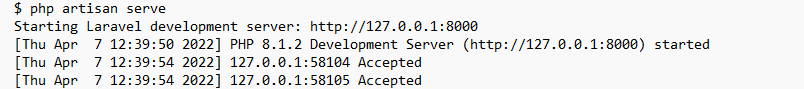 $ php artisan serve
Starting Laravel development server: http://127.0.0.1:8000
[Thu Apr  7 12:39:50 2022] PHP 8.1.2 Development Server (http://127.0.0.1:8000) started
[Thu Apr  7 12:39:54 2022] 127.0.0.1:58104 Accepted
[Thu Apr  7 12:39:54 2022] 127.0.0.1:58105 Accepted